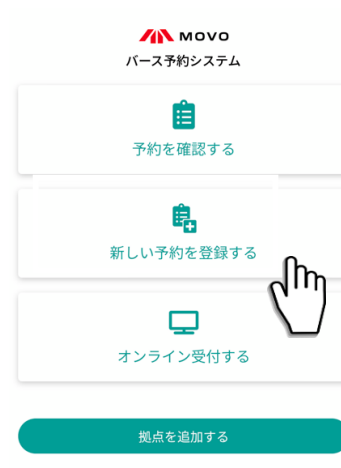 MOVO
バース予約システム
予約を確認する
新しい予約を登録する
オンライン受付する
拠点を追加する